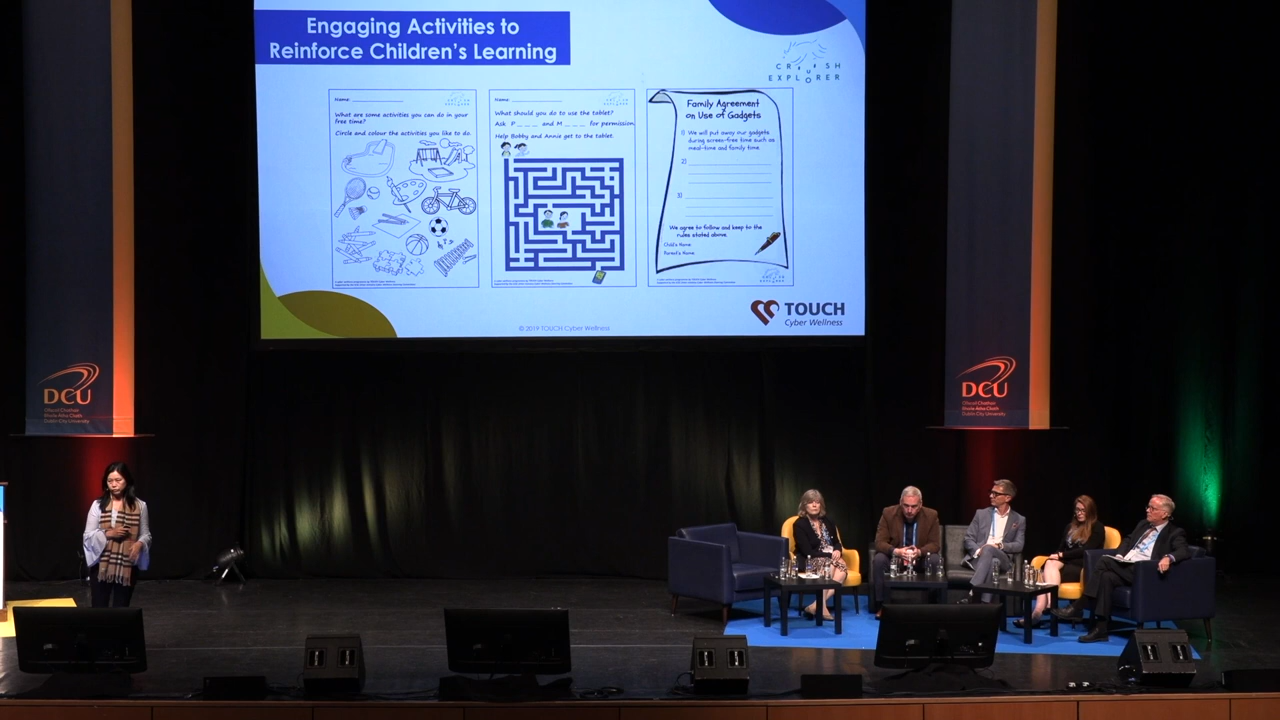 Engaging Activities to
Reinforce Children's Learning
CRUUSH
EXPLORER
Name:
What are some activities you can do in your
free time?
Circle and colour the activities you like to do.
Name:
What should you do to use the tablet?
Ask P _ _ _ and M _ _ _ for permission.
Help Bobby and Annie get to the tablet.
Family Agreement
on Use of Gadgets
1) We will put away our gadgets
during screen-free time such as
meal-time and family time.
2)
3)
We agree to follow and keep to the
rules stated above.
Child's Name
Parent's Name
TOUCH
Cyber Wellness
© 2019 TOUCH Cyber Wellness
DCU
Ollscoil Chathair
Bhaile Átha Cliath
Dublin City University
DCU
Ollscoil Chathair
Bhaile Átha Cliath
Dublin City University